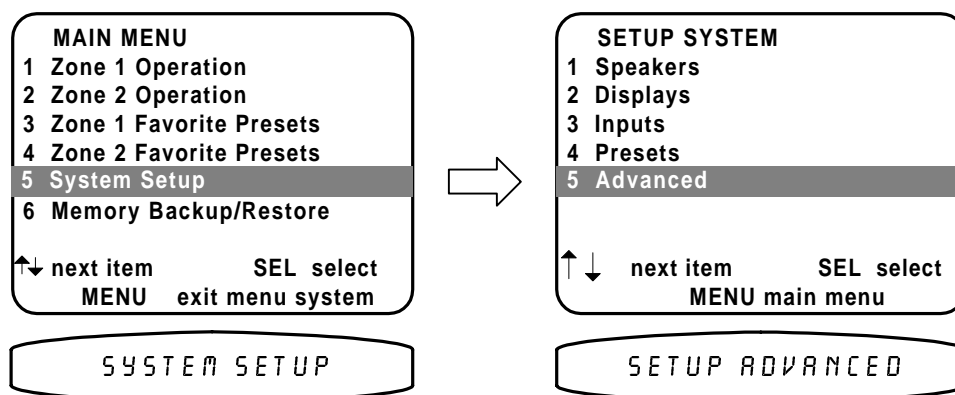 MAIN MENU
1 Zone 1 Operation
2 Zone 2 Operation
3 Zone 1 Favorite Presets
4 Zone 2 Favorite Presets
5 System Setup
6 Memory Backup/Restore
↑↓ next item SEL select
MENU exit menu system
SYSTEM SETUP
SETUP SYSTEM
1 Speakers
2 Displays
3 Inputs
4 Presets
5 Advanced
↑↓ next item SEL select
MENU main menu
SETUP ADVANCED